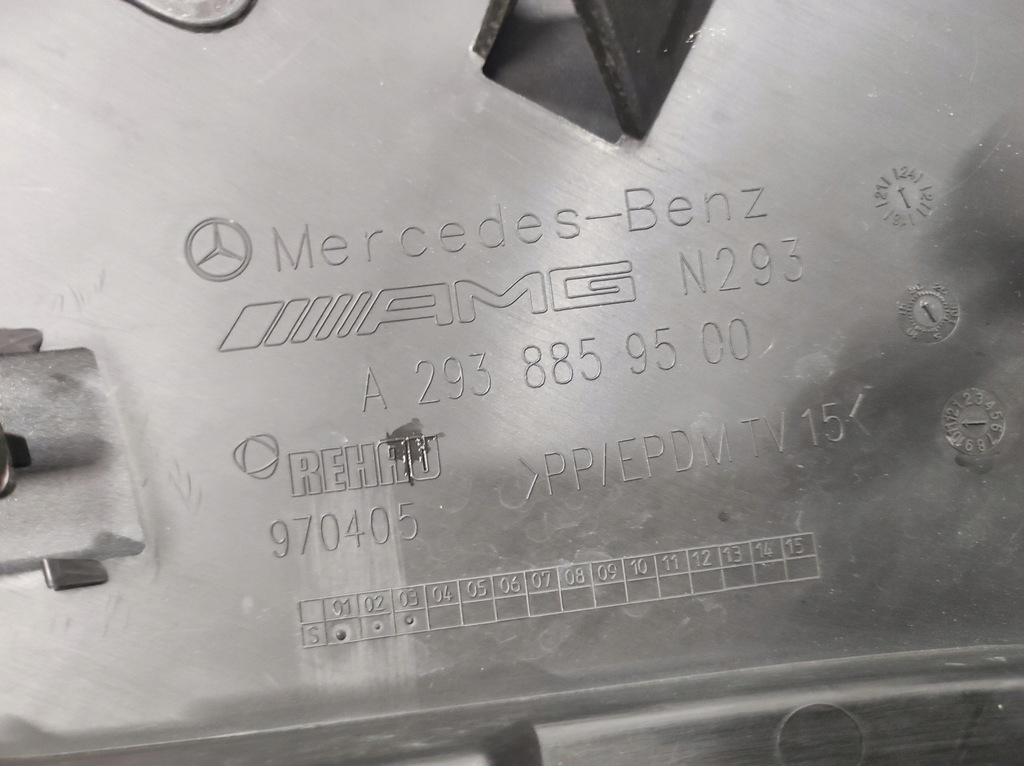 Mercedes-Benz
AMG N293
A 293 885 95 00
REHAU
>PP/EPDM TV 15<
970405
01 02 03 04 05 06 07 08 09 10 11 12 13 14 15
S